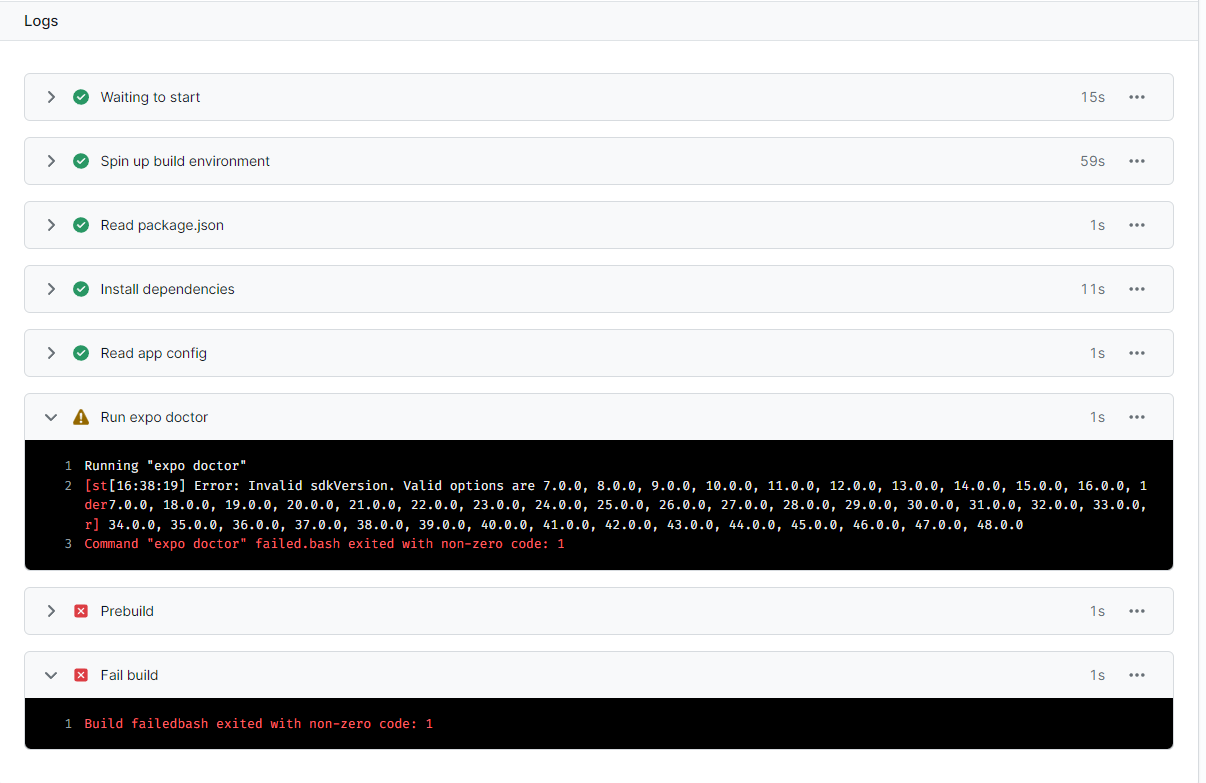 Logs
Waiting to start 15s
Spin up build environment 59s
Read package.json 1s
Install dependencies 11s
Read app config 1s
Run expo doctor 1s
1 Running "expo doctor"
2 [st[16:38:19] Error: Invalid sdkVersion. Valid options are 7.0.0, 8.0.0, 9.0.0, 10.0.0, 11.0.0, 12.0.0, 13.0.0, 14.0.0, 15.0.0, 16.0.0, 1
der7.0.0, 18.0.0, 19.0.0, 20.0.0, 21.0.0, 22.0.0, 23.0.0, 24.0.0, 25.0.0, 26.0.0, 27.0.0, 28.0.0, 29.0.0, 30.0.0, 31.0.0, 32.0.0, 33.0.0,
r] 34.0.0, 35.0.0, 36.0.0, 37.0.0, 38.0.0, 39.0.0, 40.0.0, 41.0.0, 42.0.0, 43.0.0, 44.0.0, 45.0.0, 46.0.0, 47.0.0, 48.0.0
3 Command "expo doctor" failed.bash exited with non-zero code: 1
Prebuild 1s
Fail build 1s
1 Build failedbash exited with non-zero code: 1